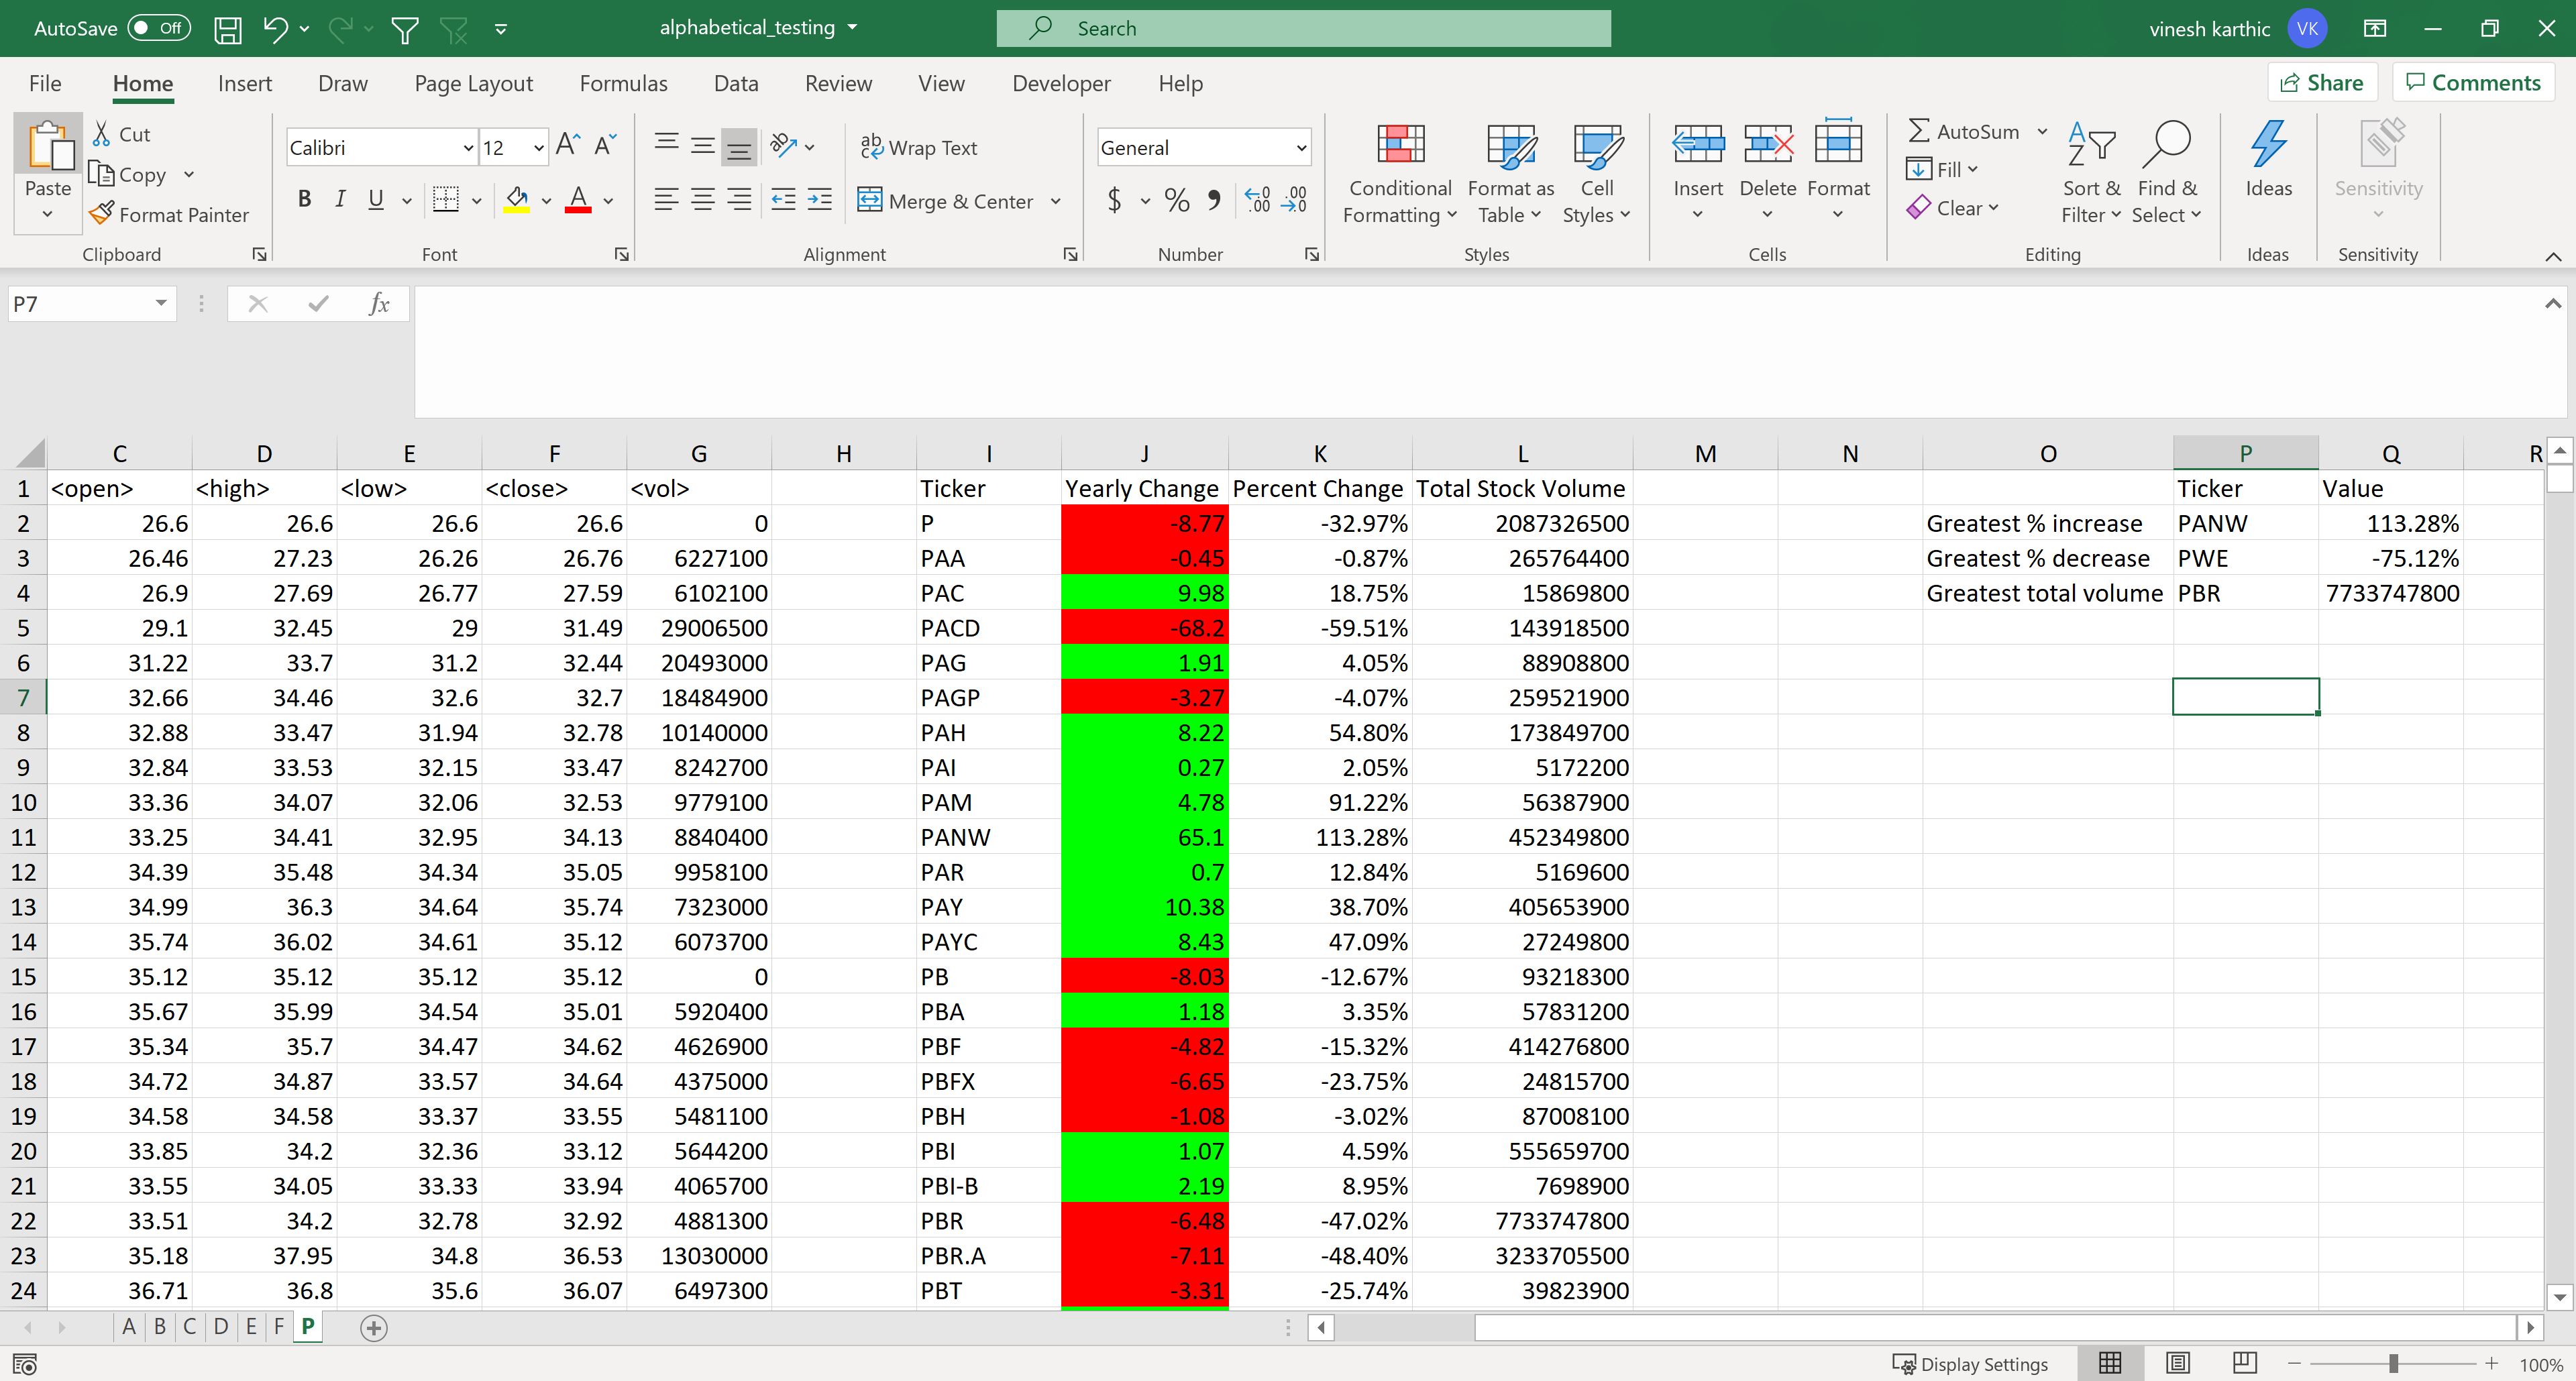 AutoSave Off alphabetical_testing Search vinesh karthic VK
File Home Insert Draw Page Layout Formulas Data Review View Developer Help Share Comments
Paste Cut Copy Format Painter Clipboard
Calibri 12 A A B I U A Font
ab Wrap Text Merge & Center Alignment
General $ % , .00 .00 Number
Conditional Formatting Format as Table Cell Styles Styles
Insert Delete Format Cells
AutoSum Fill Clear Sort & Filter Find & Select Editing
Ideas Ideas
Sensitivity Sensitivity
P7 fx
C D E F G H I J K L M N O P Q R
1 <open> <high> <low> <close> <vol> Ticker Yearly Change Percent Change Total Stock Volume Ticker Value
2 26.6 26.6 26.6 26.6 0 P -8.77 -32.97% 2087326500 Greatest % increase PANW 113.28%
3 26.46 27.23 26.26 26.76 6227100 PAA -0.45 -0.87% 265764400 Greatest % decrease PWE -75.12%
4 26.9 27.69 26.77 27.59 6102100 PAC 9.98 18.75% 15869800 Greatest total volume PBR 7733747800
5 29.1 32.45 29 31.49 29006500 PACD -68.2 -59.51% 143918500
6 31.22 33.7 31.2 32.44 20493000 PAG 1.91 4.05% 88908800
7 32.66 34.46 32.6 32.7 18484900 PAGP -3.27 -4.07% 259521900
8 32.88 33.47 31.94 32.78 10140000 PAH 8.22 54.80% 173849700
9 32.84 33.53 32.15 33.47 8242700 PAI 0.27 2.05% 5172200
10 33.36 34.07 32.06 32.53 9779100 PAM 4.78 91.22% 56387900
11 33.25 34.41 32.95 34.13 8840400 PANW 65.1 113.28% 452349800
12 34.39 35.48 34.34 35.05 9958100 PAR 0.7 12.84% 5169600
13 34.99 36.3 34.64 35.74 7323000 PAY 10.38 38.70% 405653900
14 35.74 36.02 34.61 35.12 6073700 PAYC 8.43 47.09% 27249800
15 35.12 35.12 35.12 35.12 0 PB -8.03 -12.67% 93218300
16 35.67 35.99 34.54 35.01 5920400 PBA 1.18 3.35% 57831200
17 35.34 35.7 34.47 34.62 4626900 PBF -4.82 -15.32% 414276800
18 34.72 34.87 33.57 34.64 4375000 PBFX -6.65 -23.75% 24815700
19 34.58 34.58 33.37 33.55 5481100 PBH -1.08 -3.02% 87008100
20 33.85 34.2 32.36 33.12 5644200 PBI 1.07 4.59% 555659700
21 33.55 34.05 33.33 33.94 4065700 PBI-B 2.19 8.95% 7698900
22 33.51 34.2 32.78 32.92 4881300 PBR -6.48 -47.02% 7733747800
23 35.18 37.95 34.8 36.53 13030000 PBR.A -7.11 -48.40% 3233705500
24 36.71 36.8 35.6 36.07 6497300 PBT -3.31 -25.74% 39823900
A B C D E F P
Display Settings 100%